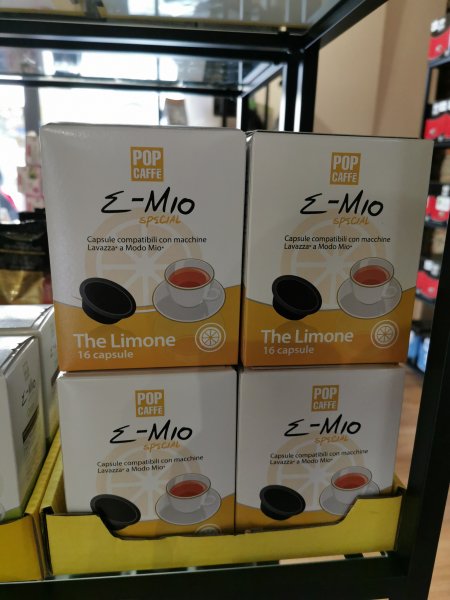 POP
CAFFE
E-MIO
SPECIAL
Capsule compatibili con macchine
Lavazza® a Modo Mio®
The Limone
16 capsule
POP
CAFFE
E-MIO
SPECIAL
Capsule compatibili con macchine
Lavazza® a Modo Mio®
The Limone
16 capsule
POP
CAFFE
E-MIO
SPECIAL
Capsule compatibili con macchine
Lavazza® a Modo Mio®
POP
CAFFE
E-MIO
SPECIAL
Capsule compatibili con macchine
Lavazza® a Modo Mio®